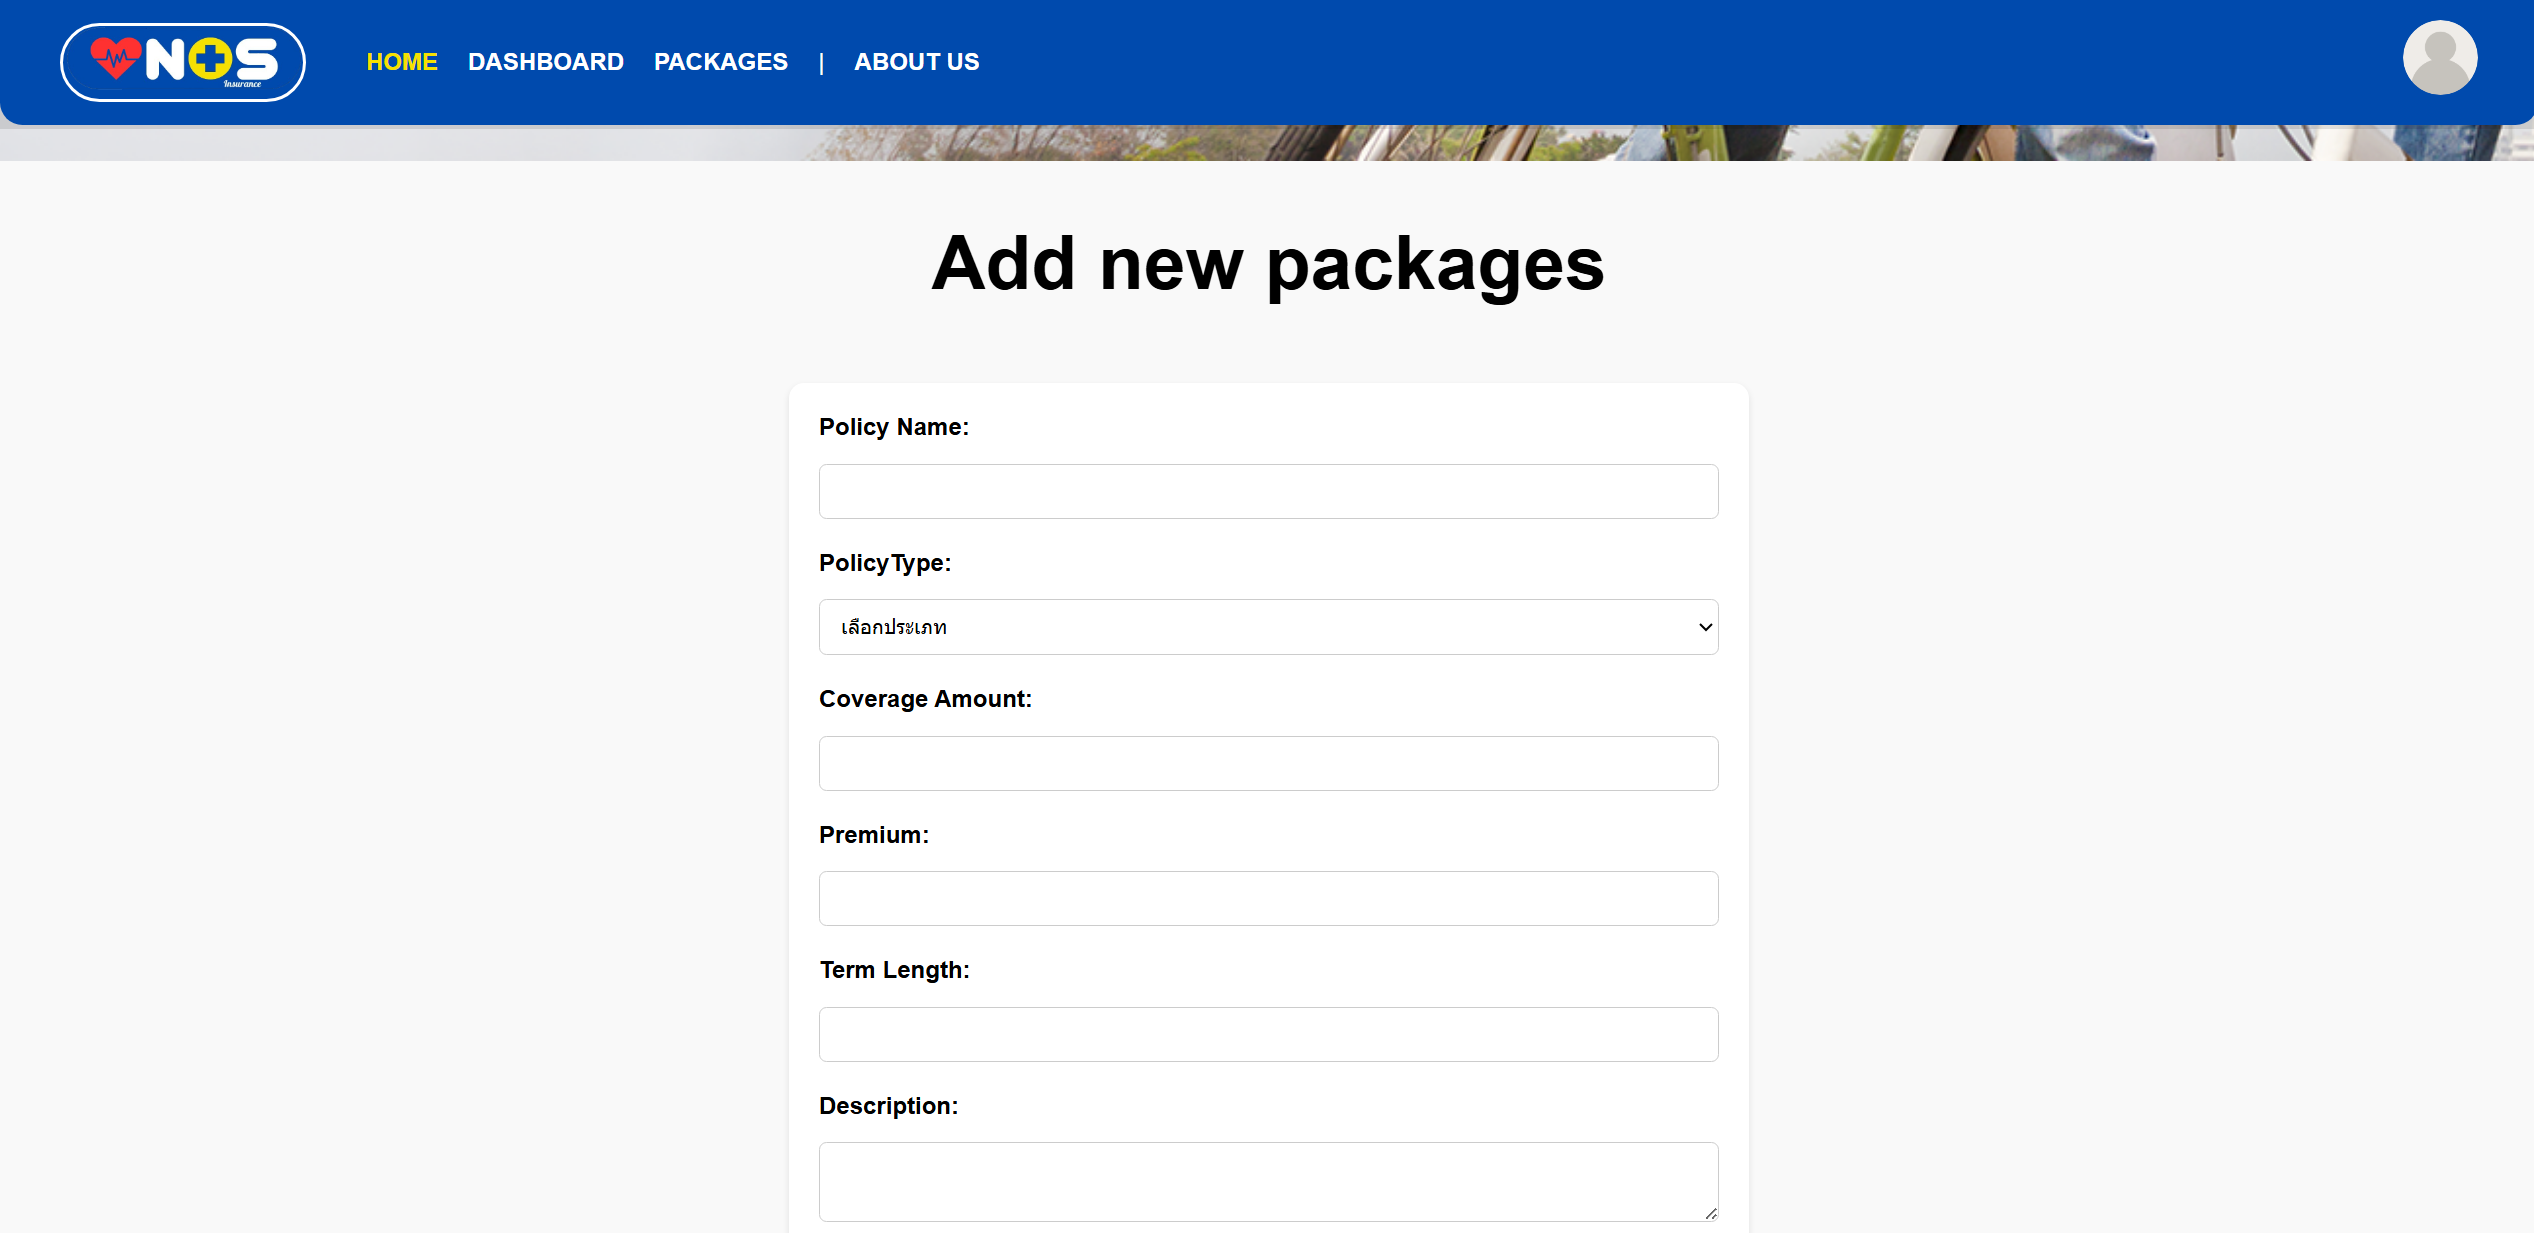 NOS
Insurance
HOME DASHBOARD PACKAGES | ABOUT US
Add new packages
Policy Name:
PolicyType:
เลือกประเภท
Coverage Amount:
Premium:
Term Length:
Description: